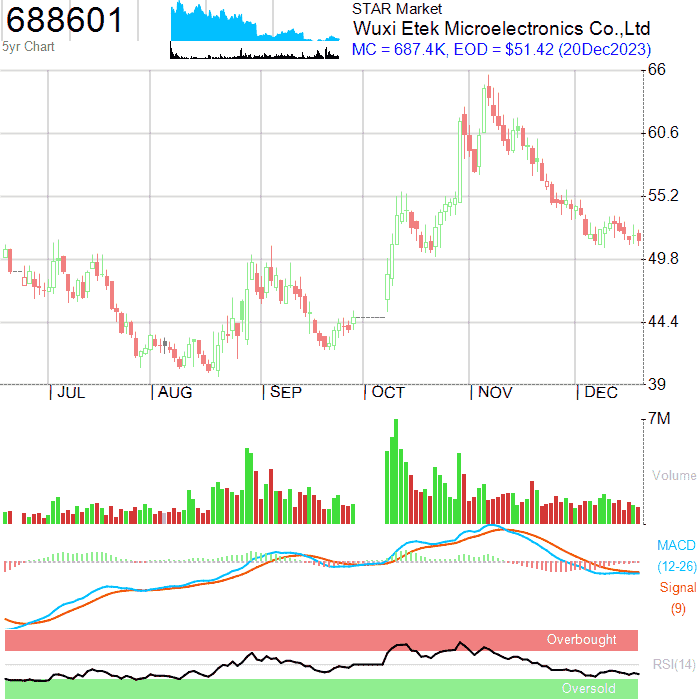 688601
5yr Chart
STAR Market
Wuxi Etek Microelectronics Co.,Ltd
MC = 687.4K, EOD = $51.42 (20Dec2023)
66
60.6
55.2
49.8
44.4
39
JUL
AUG
SEP
OCT
NOV
DEC
7M
Volume
MACD
(12-26)
Signal
(9)
Overbought
RSI(14)
Oversold